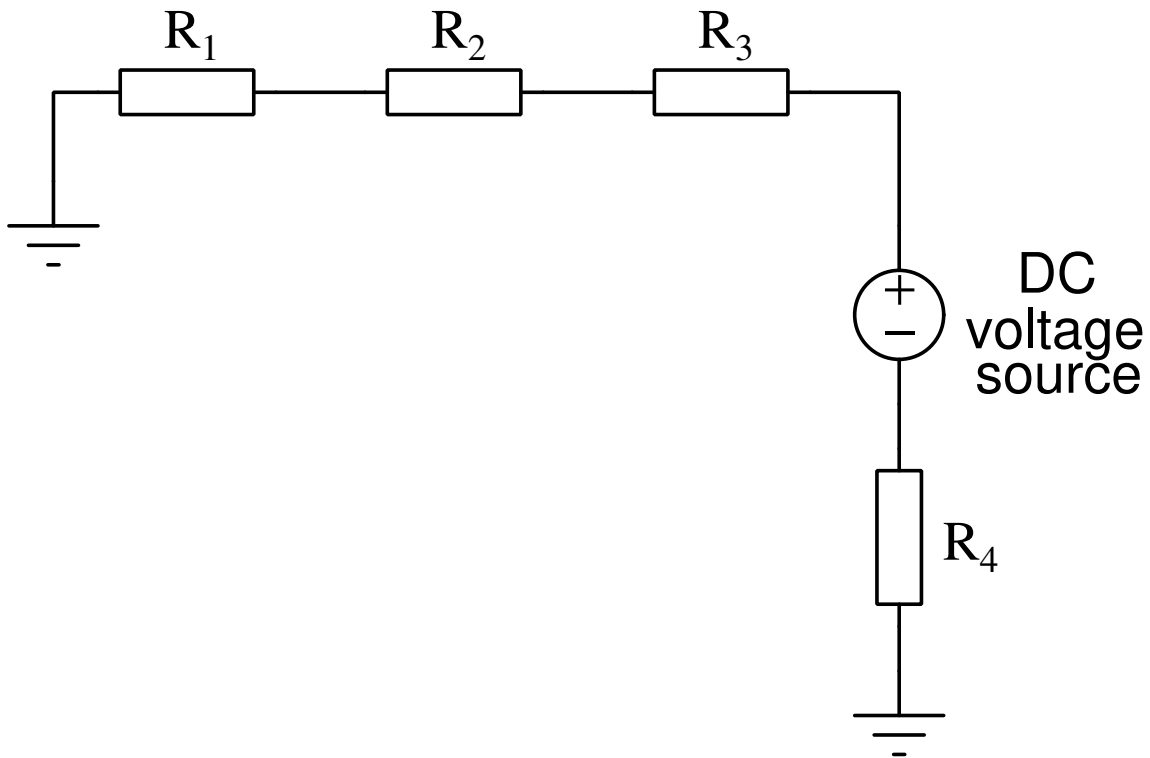 R₁
R₂
R₃
+
−
DC
voltage
source
R₄